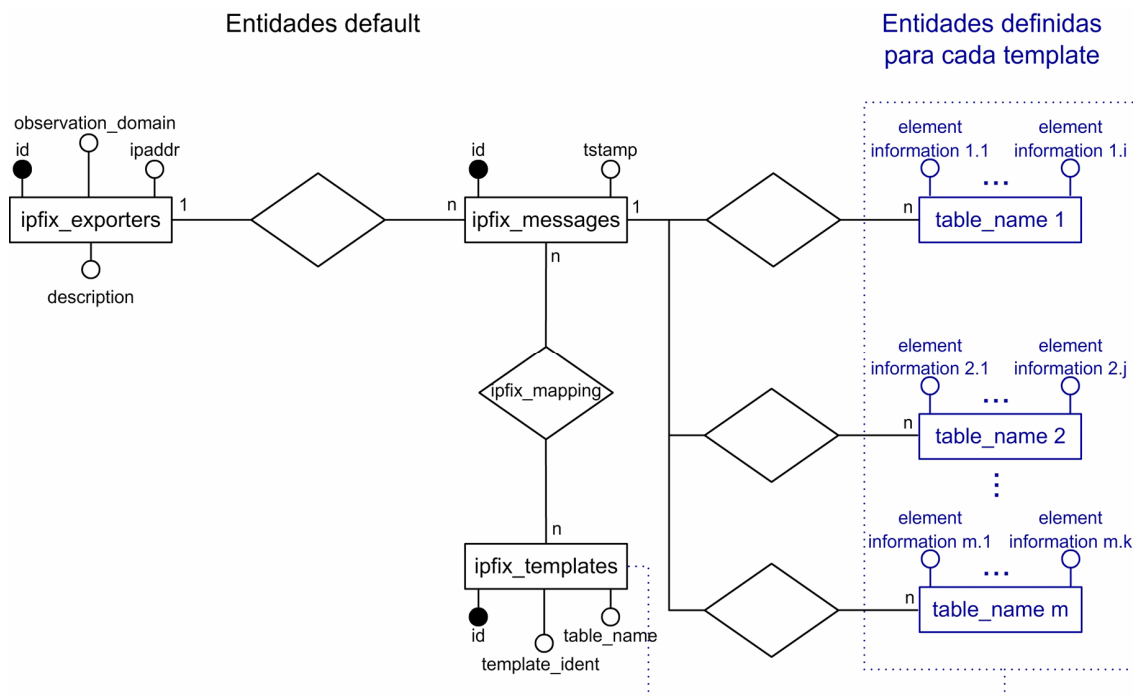 Entidades default
Entidades definidas
para cada template
observation_domain
id
ipaddr
id
tstamp
element
information 1.1
element
information 1.i
...
ipfix_exporters
1
n
ipfix_messages
1
n
table_name 1
n
description
element
information 2.1
element
information 2.j
...
ipfix_mapping
n
table_name 2
...
n
element
information m.1
element
information m.k
...
ipfix_templates
n
table_name m
id
table_name
template_ident